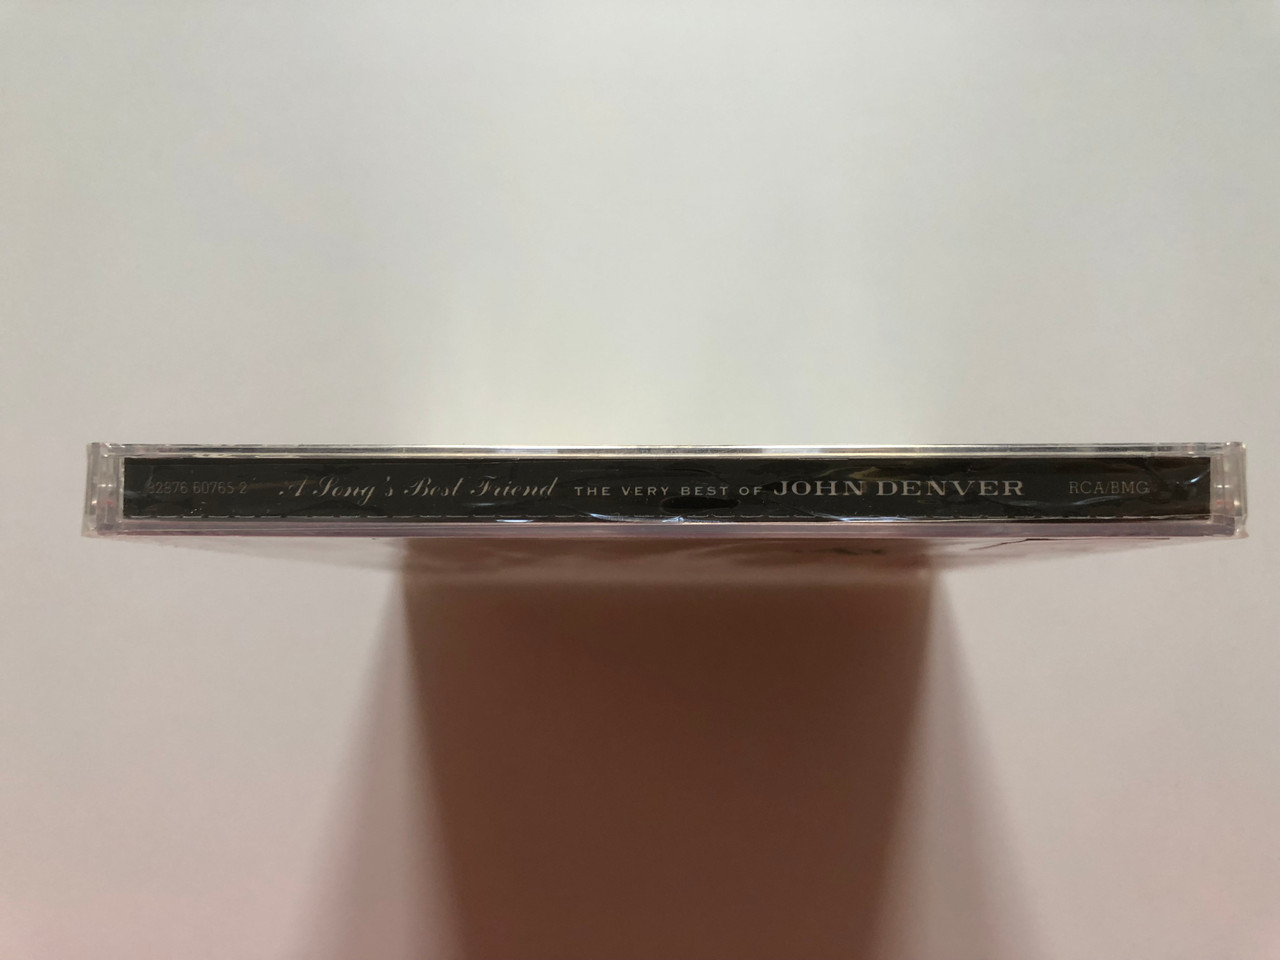 82876 60765 2 A Song's Best Friend THE VERY BEST OF JOHN DENVER RCA/BMG